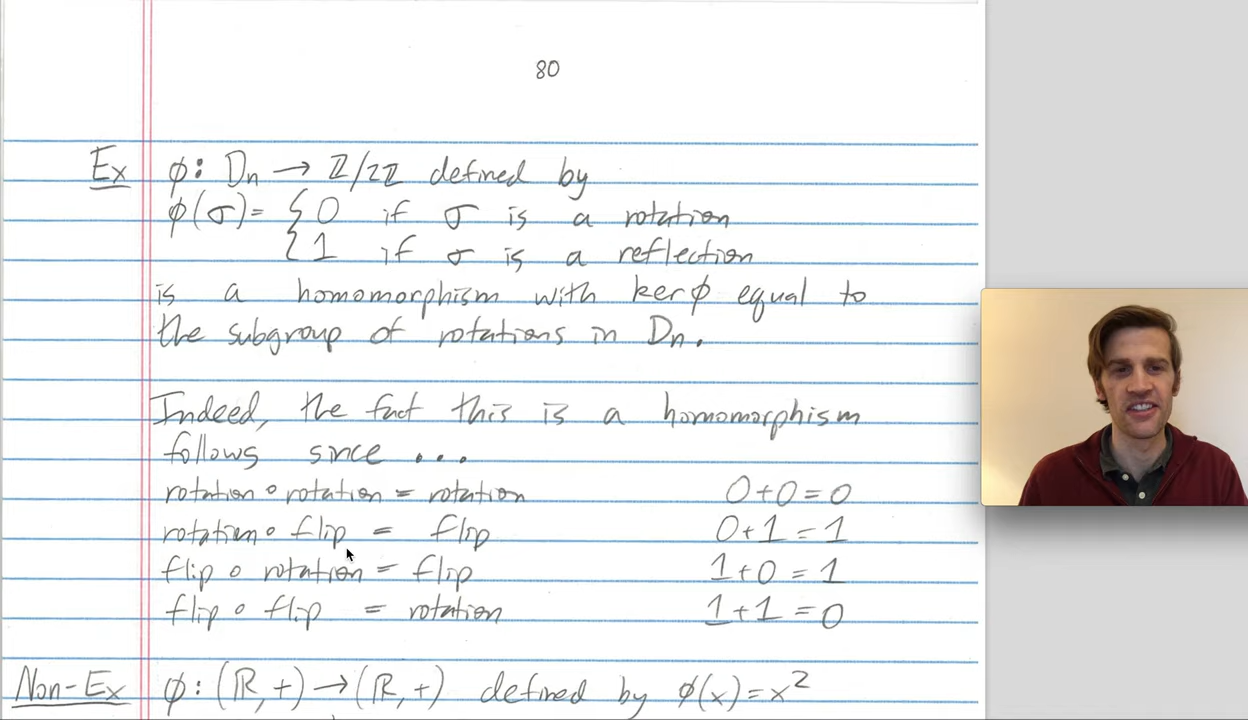 80
Ex φ: Dn → ℤ/2ℤ defined by
φ(σ)= { 0 if σ is a rotation
{ 1 if σ is a reflection
is a homomorphism with ker φ equal to
the subgroup of rotations in Dn.
Indeed, the fact this is a homomorphism
follows since ...
rotation ∘ rotation = rotation 0+0=0
rotation ∘ flip = flip 0+1=1
flip ∘ rotation = flip 1+0=1
flip ∘ flip = rotation 1+1=0
Non-Ex φ: (ℝ,+) → (ℝ,+) defined by φ(x)=x²